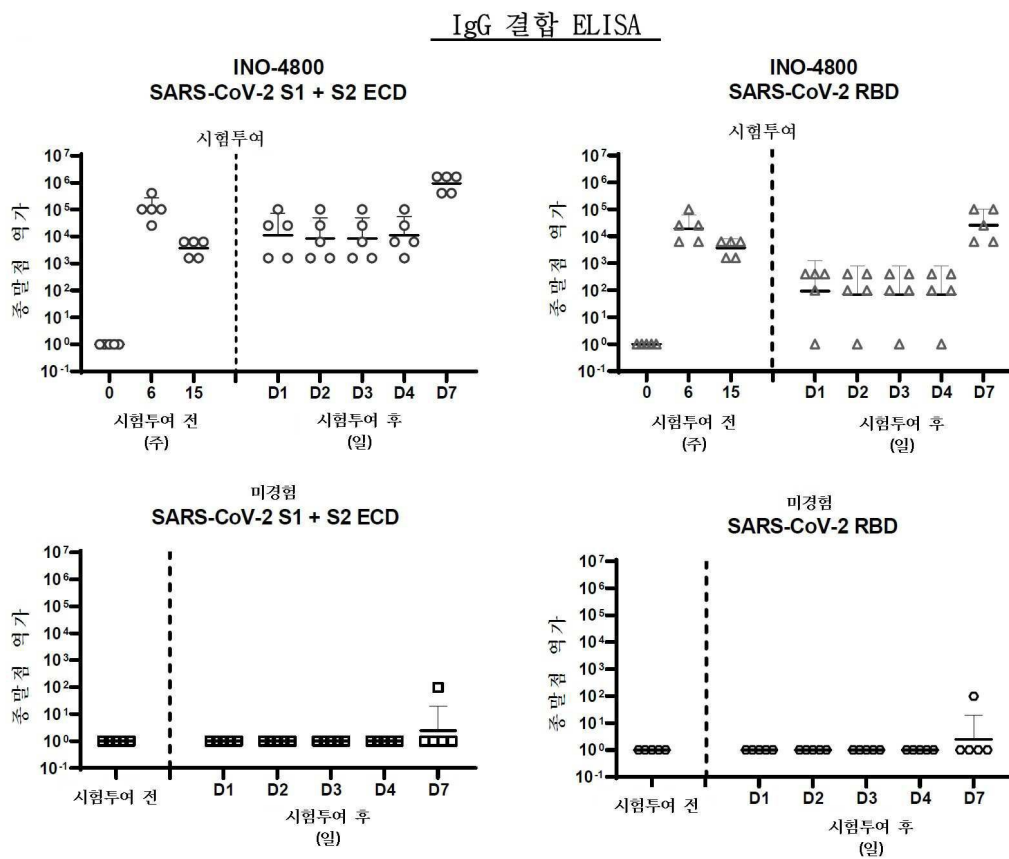 IgG 결합 ELISA
INO-4800
SARS-CoV-2 S1 + S2 ECD
시험투여
종말점 역가
10⁷
10⁶
10⁵
10⁴
10³
10²
10¹
10⁰
10⁻¹
0 6 15 D1 D2 D3 D4 D7
시험투여 전 시험투여 후
(주) (일)
INO-4800
SARS-CoV-2 RBD
시험투여
종말점 역가
10⁷
10⁶
10⁵
10⁴
10³
10²
10¹
10⁰
10⁻¹
0 6 15 D1 D2 D3 D4 D7
시험투여 전 시험투여 후
(주) (일)
미경험
SARS-CoV-2 S1 + S2 ECD
종말점 역가
10⁷
10⁶
10⁵
10⁴
10³
10²
10¹
10⁰
10⁻¹
시험투여 전 D1 D2 D3 D4 D7
시험투여 후
(일)
미경험
SARS-CoV-2 RBD
종말점 역가
10⁷
10⁶
10⁵
10⁴
10³
10²
10¹
10⁰
10⁻¹
시험투여 전 D1 D2 D3 D4 D7
시험투여 후
(일)